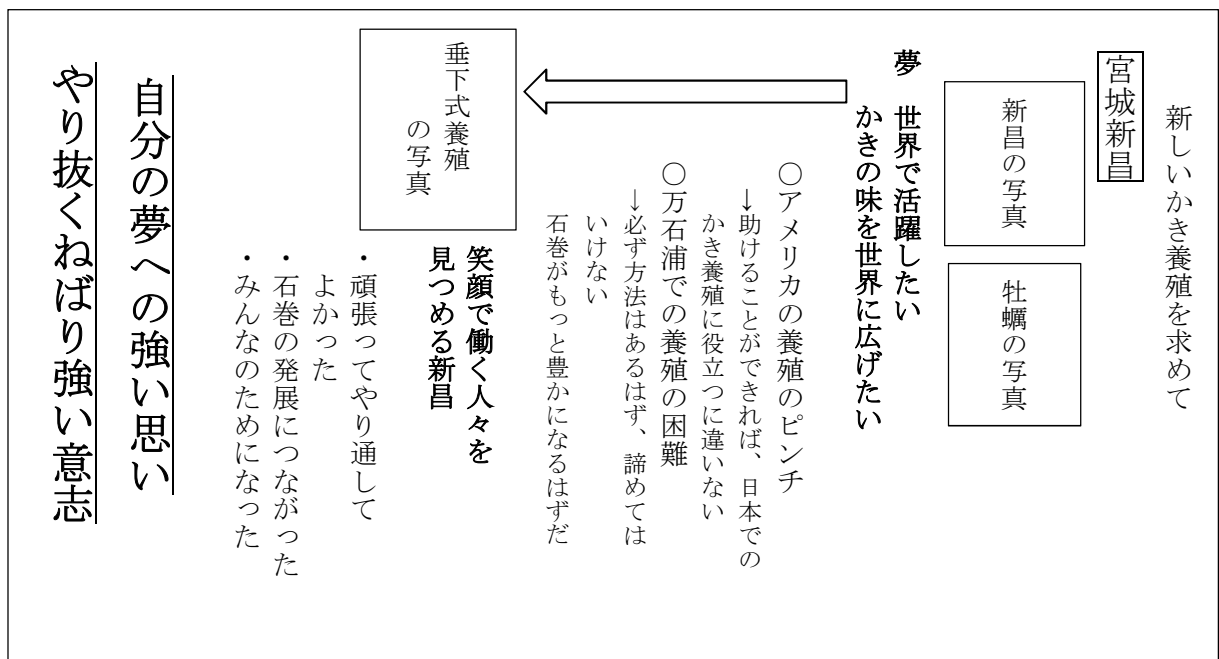 新しいかき養殖を求めて
宮城新昌
新昌の写真
牡蠣の写真
夢　世界で活躍したい
かきの味を世界に広げたい
○アメリカの養殖のピンチ
→助けることができれば、日本での
かき養殖に役立つに違いない
○万石浦での養殖の困難
→必ず方法はあるはず、諦めては
いけない
石巻がもっと豊かになるはずだ
垂下式養殖
の写真
笑顔で働く人々を
見つめる新昌
・頑張ってやり通して
よかった
・石巻の発展につながった
・みんなのためになった
自分の夢への強い思い
やり抜くねばり強い意志